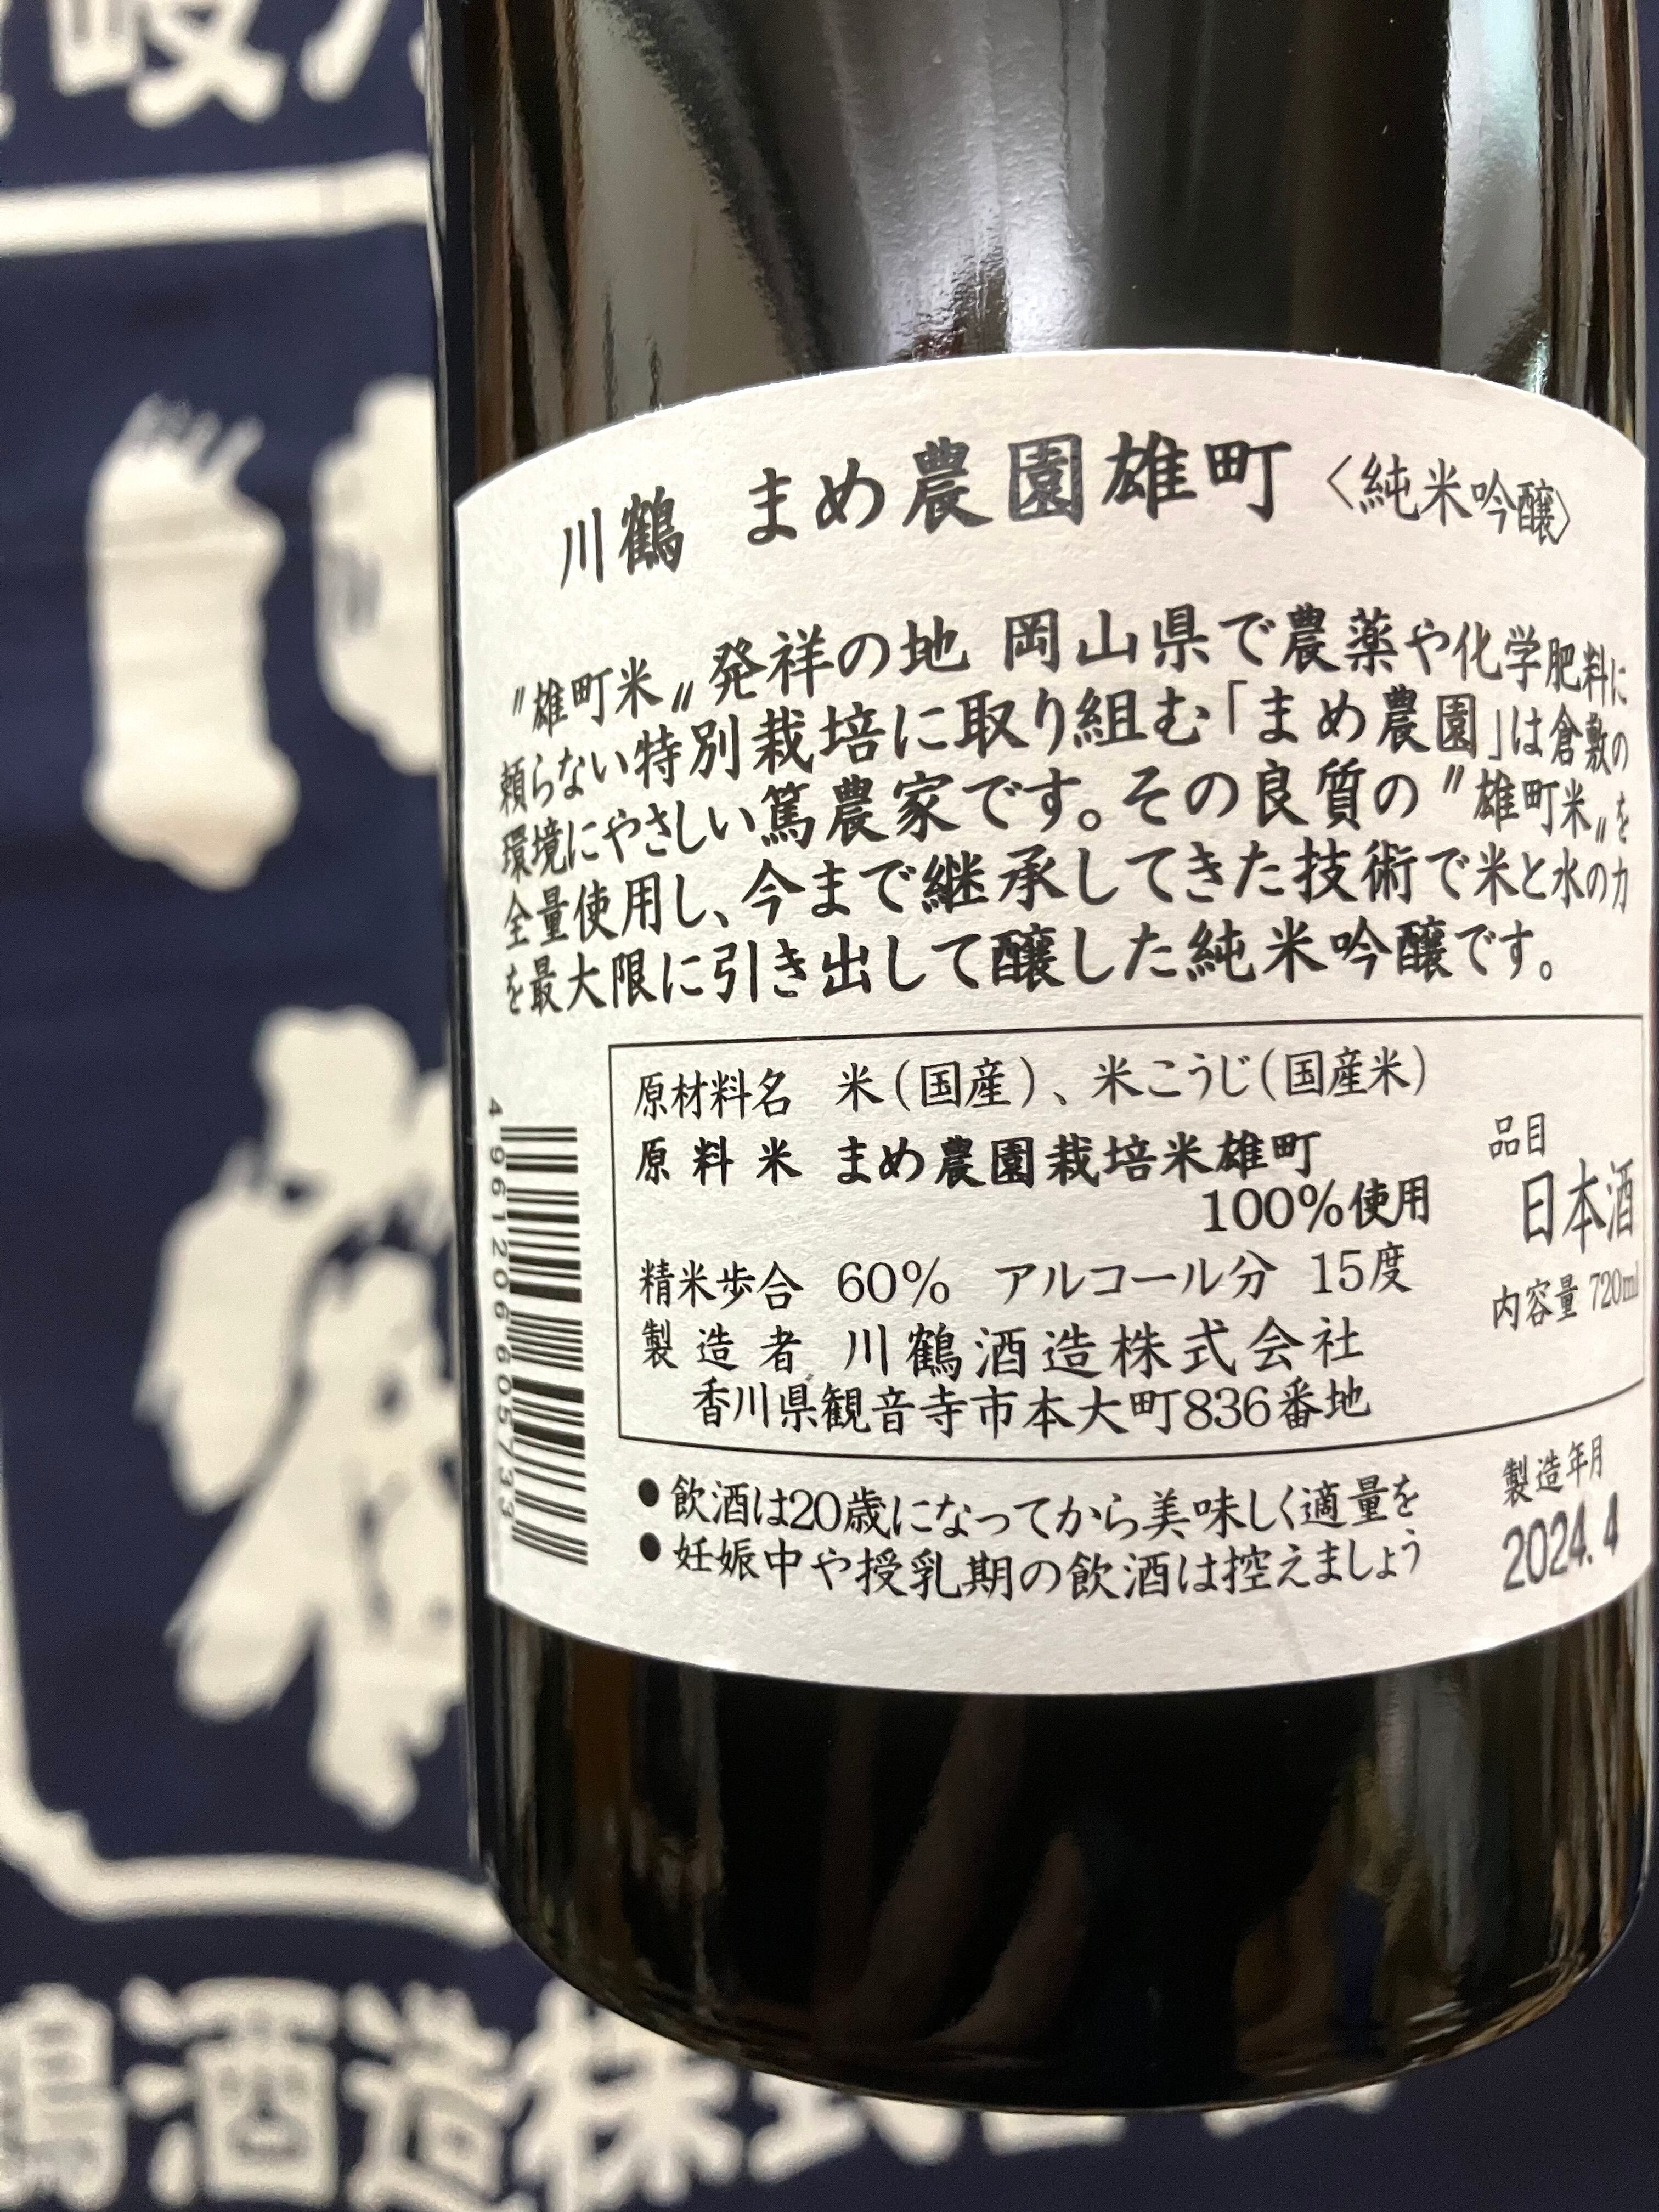 川鶴 まめ農園雄町〈純米吟醸〉
〃雄町米〃発祥の地 岡山県で農薬や化学肥料に
頼らない特別栽培に取り組む「まめ農園」は倉敷の
環境にやさしい篤農家です。その良質の〃雄町米〃を
全量使用し、今まで継承してきた技術で米と水の力
を最大限に引き出して醸した純米吟醸です。
原材料名 米(国産)、米こうじ(国産米)
原料米 まめ農園栽培米雄町
100%使用
精米歩合 60% アルコール分 15度
製造者 川鶴酒造株式会社
香川県観音寺市本大町836番地
品目
日本酒
内容量 720ml
●飲酒は20歳になってから美味しく適量を
●妊娠中や授乳期の飲酒は控えましょう
製造年月
2024.4
4 961206 605733
鶴酒造株式会